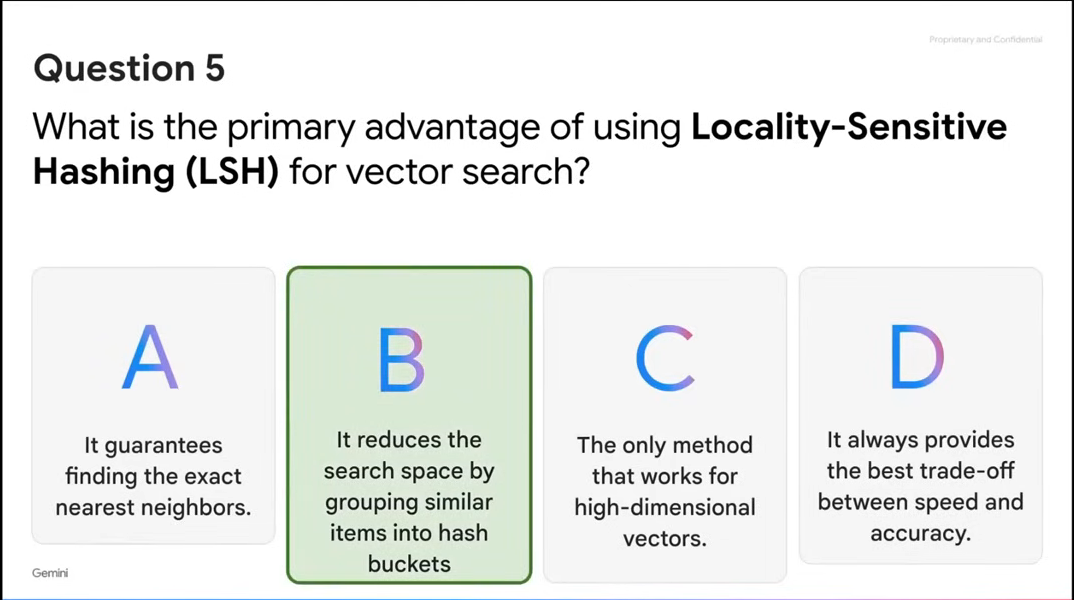 Proprietary and Confidential
Question 5
What is the primary advantage of using Locality-Sensitive
Hashing (LSH) for vector search?
A
It guarantees
finding the exact
nearest neighbors.
B
It reduces the
search space by
grouping similar
items into hash
buckets
C
The only method
that works for
high-dimensional
vectors.
D
It always provides
the best trade-off
between speed and
accuracy.
Gemini